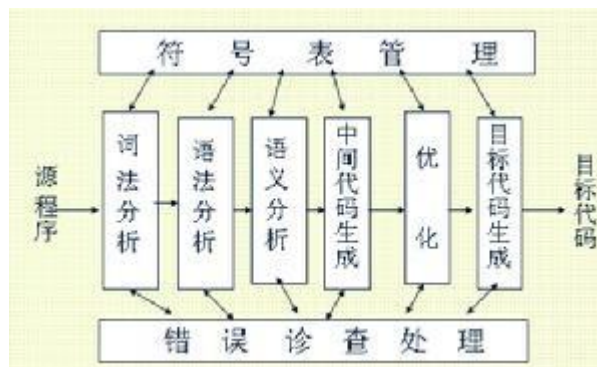 符号表管理
源程序
词法分析
语法分析
语义分析
中间代码生成
优化
目标代码生成
目标代码
错误诊查处理